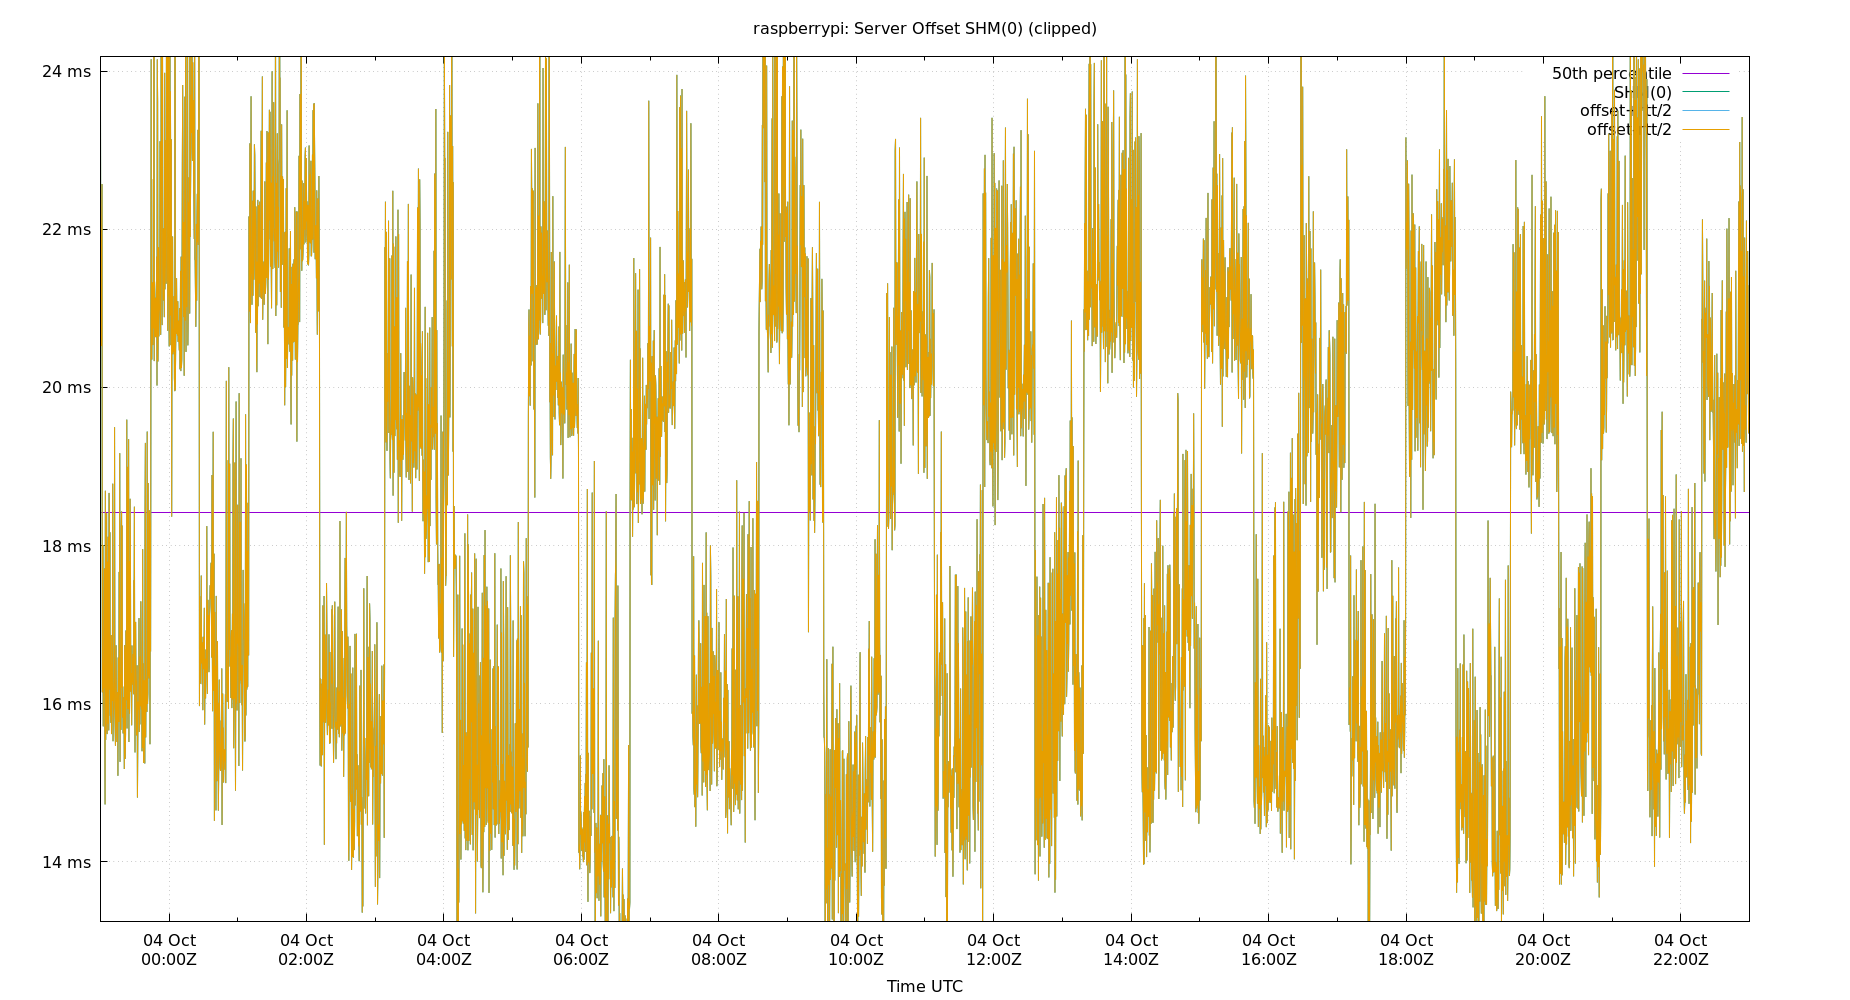 raspberrypi: Server Offset SHM(0) (clipped)
24 ms
22 ms
20 ms
18 ms
16 ms
14 ms
50th percentile
SHM(0)
offset-rtt/2
04 Oct 00:00Z
04 Oct 02:00Z
04 Oct 04:00Z
04 Oct 06:00Z
04 Oct 08:00Z
04 Oct 10:00Z
04 Oct 12:00Z
04 Oct 14:00Z
04 Oct 16:00Z
04 Oct 18:00Z
04 Oct 20:00Z
04 Oct 22:00Z
Time UTC